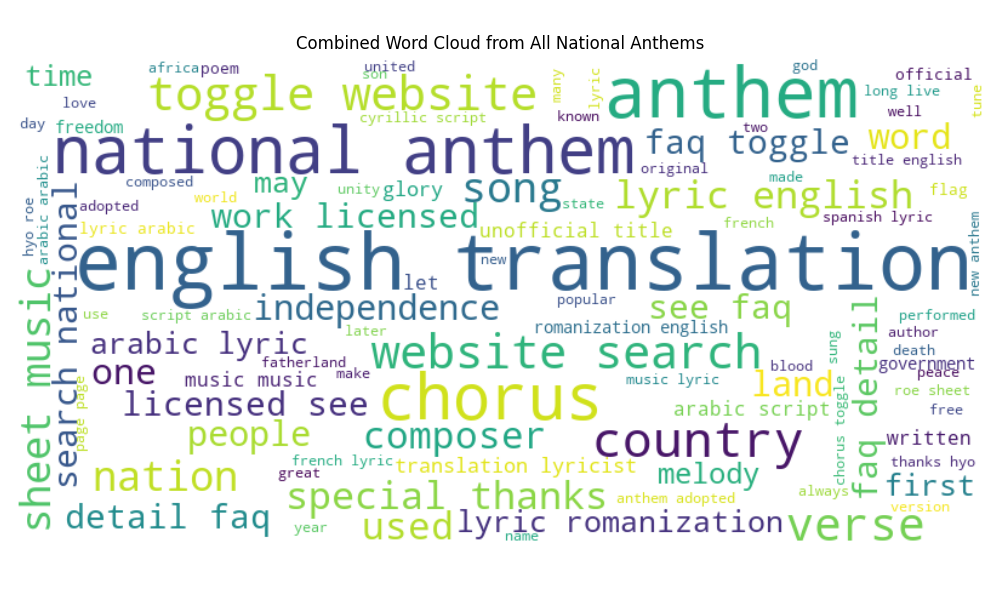 Combined Word Cloud from All National Anthems
time
africa
poem
united
son
god
official
love
toggle website
many
lyric
anthem
long live
tune
day
freedom
cyrillic script
known
well
national anthem
faq toggle
two
word
arabic arabic
composed
may
song
original
title english
hyo roe
adopted
world
unity
glory
state
lyric english
made
flag
search national
lyric arabic
work licensed
unofficial title
french
spanish lyric
new anthem
english translation
new
let
sheet music
use
script arabic
independence
popular
see faq
faq detail
performed
later
romanization english
sung
author
arabic lyric
fatherland
website search
blood
death
government
one
music music
make
music lyric
land
peace
page page
licensed see
chorus
arabic script
chorus toggle
roe sheet
free
people
composer
country
written
nation
french lyric
great
translation lyricist
melody
thanks hyo
first
special thanks
anthem adopted
always
version
detail faq
year
used
lyric romanization
name
verse